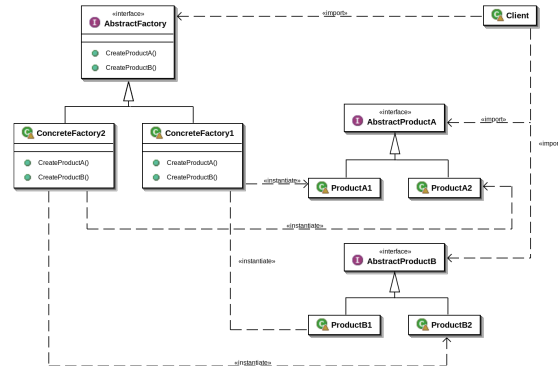 «interface»
AbstractFactory
CreateProductA()
CreateProductB()
«import»
Client
ConcreteFactory2
CreateProductA()
CreateProductB()
ConcreteFactory1
CreateProductA()
CreateProductB()
«interface»
AbstractProductA
«import»
«import
«instantiate»
ProductA1
ProductA2
«instantiate»
«interface»
AbstractProductB
«instantiate»
ProductB1
ProductB2
«instantiate»